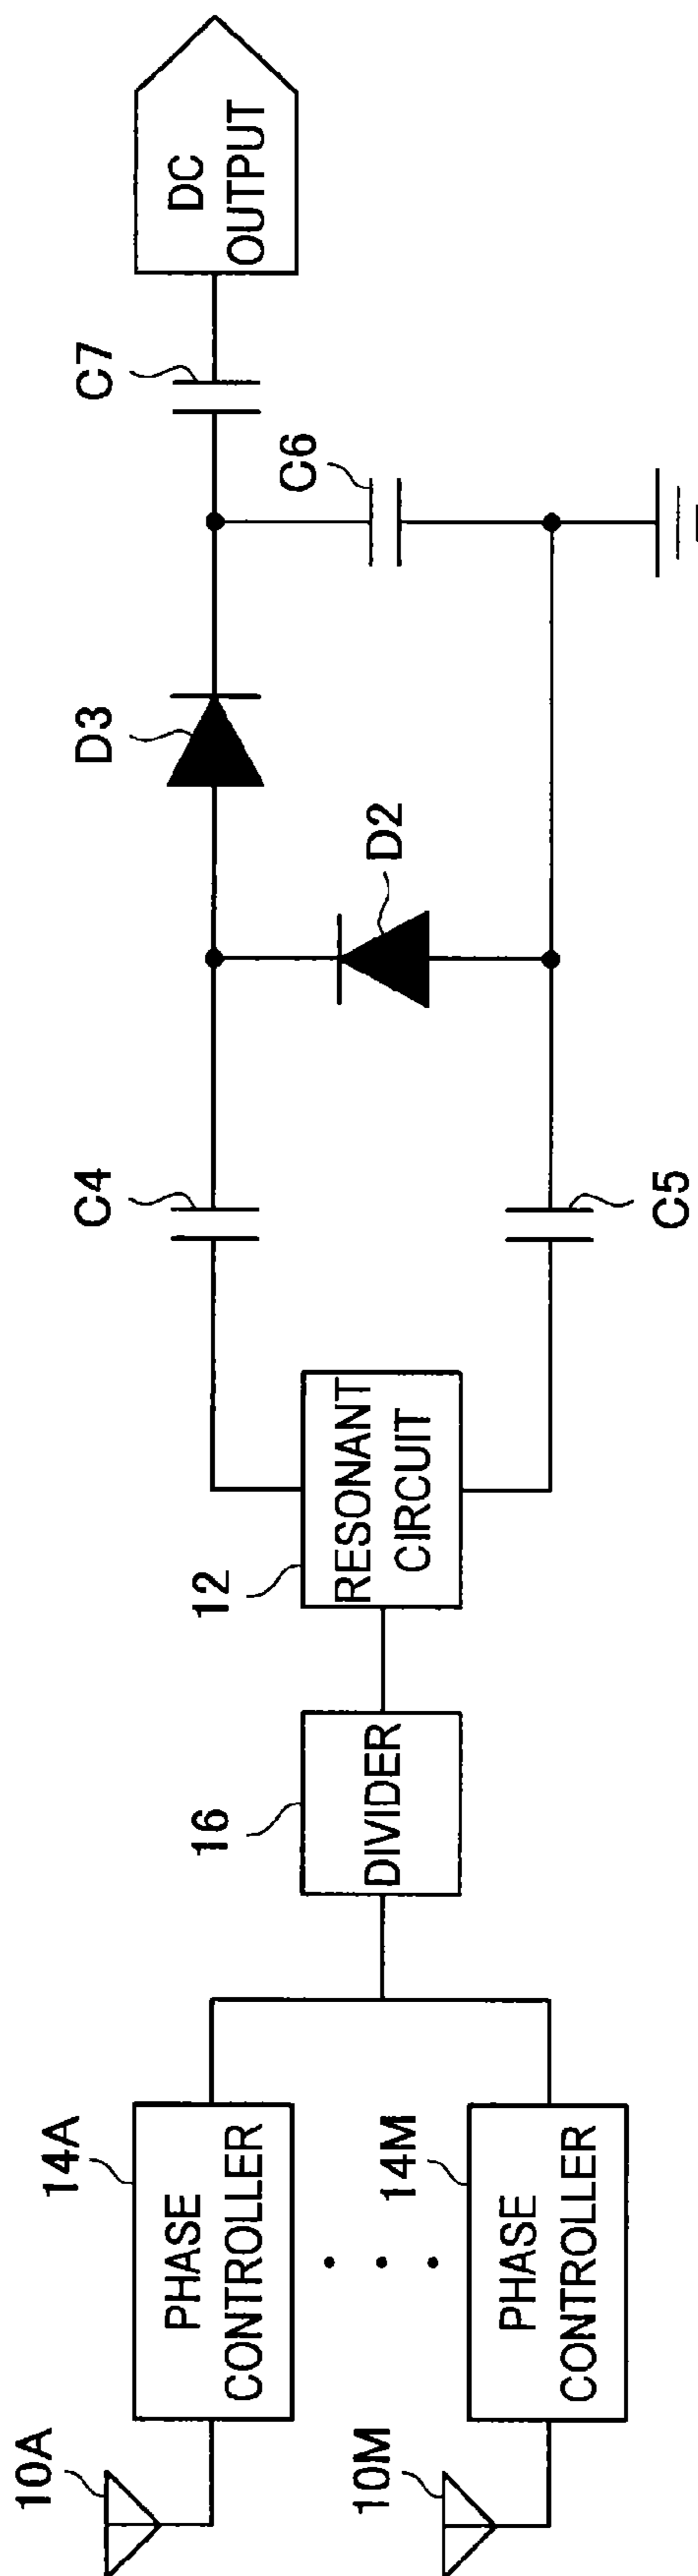 10A
14A
PHASE
CONTROLLER
10M
14M
PHASE
CONTROLLER
16
DIVIDER
12
RESONANT
CIRCUIT
C4
C5
D2
D3
C6
C7
DC
OUTPUT